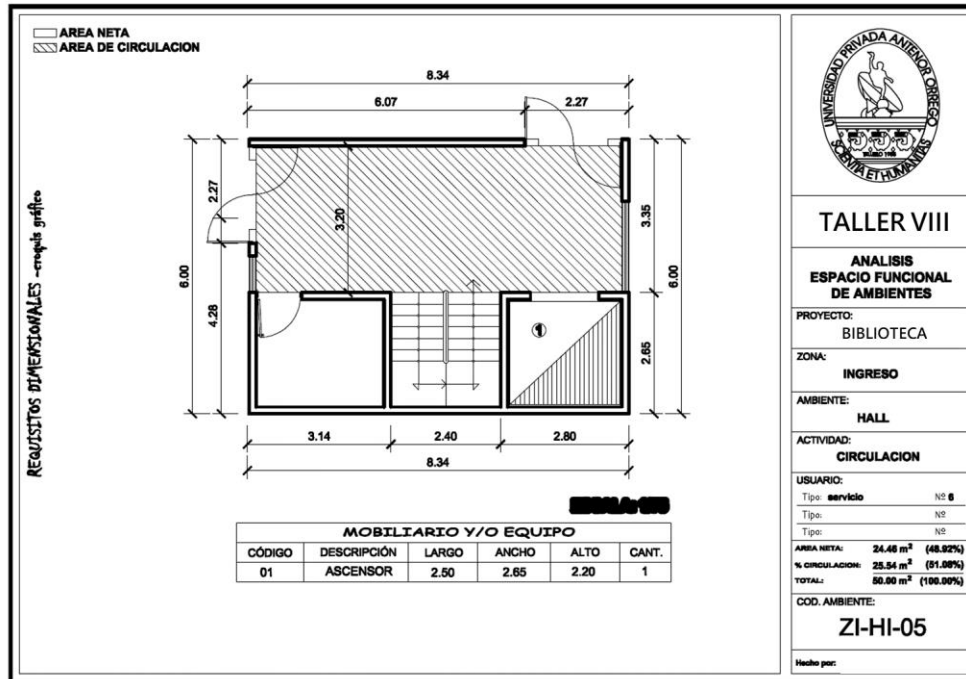 AREA NETA
AREA DE CIRCULACION
REQUISITOS DIMENSIONALES -croquis gráfico
8.34
6.07
2.27
2.27
3.20
3.35
6.00
6.00
4.28
1
2.65
3.14
2.40
2.80
8.34
MOBILIARIO Y/O EQUIPO
CÓDIGO DESCRIPCIÓN LARGO ANCHO ALTO CANT.
01 ASCENSOR 2.50 2.65 2.20 1
UNIVERSIDAD PRIVADA ANTENOR ORREGO
SCIENTIA ET HUMANITAS
TALLER VIII
ANALISIS
ESPACIO FUNCIONAL
DE AMBIENTES
PROYECTO:
BIBLIOTECA
ZONA:
INGRESO
AMBIENTE:
HALL
ACTIVIDAD:
CIRCULACION
USUARIO:
Tipo: servicio Nº 6
Tipo: Nº
Tipo: Nº
AREA NETA: 24.46 m² (48.92%)
% CIRCULACION: 25.54 m² (51.08%)
TOTAL: 50.00 m² (100.00%)
COD. AMBIENTE:
ZI-HI-05
Hecho por: